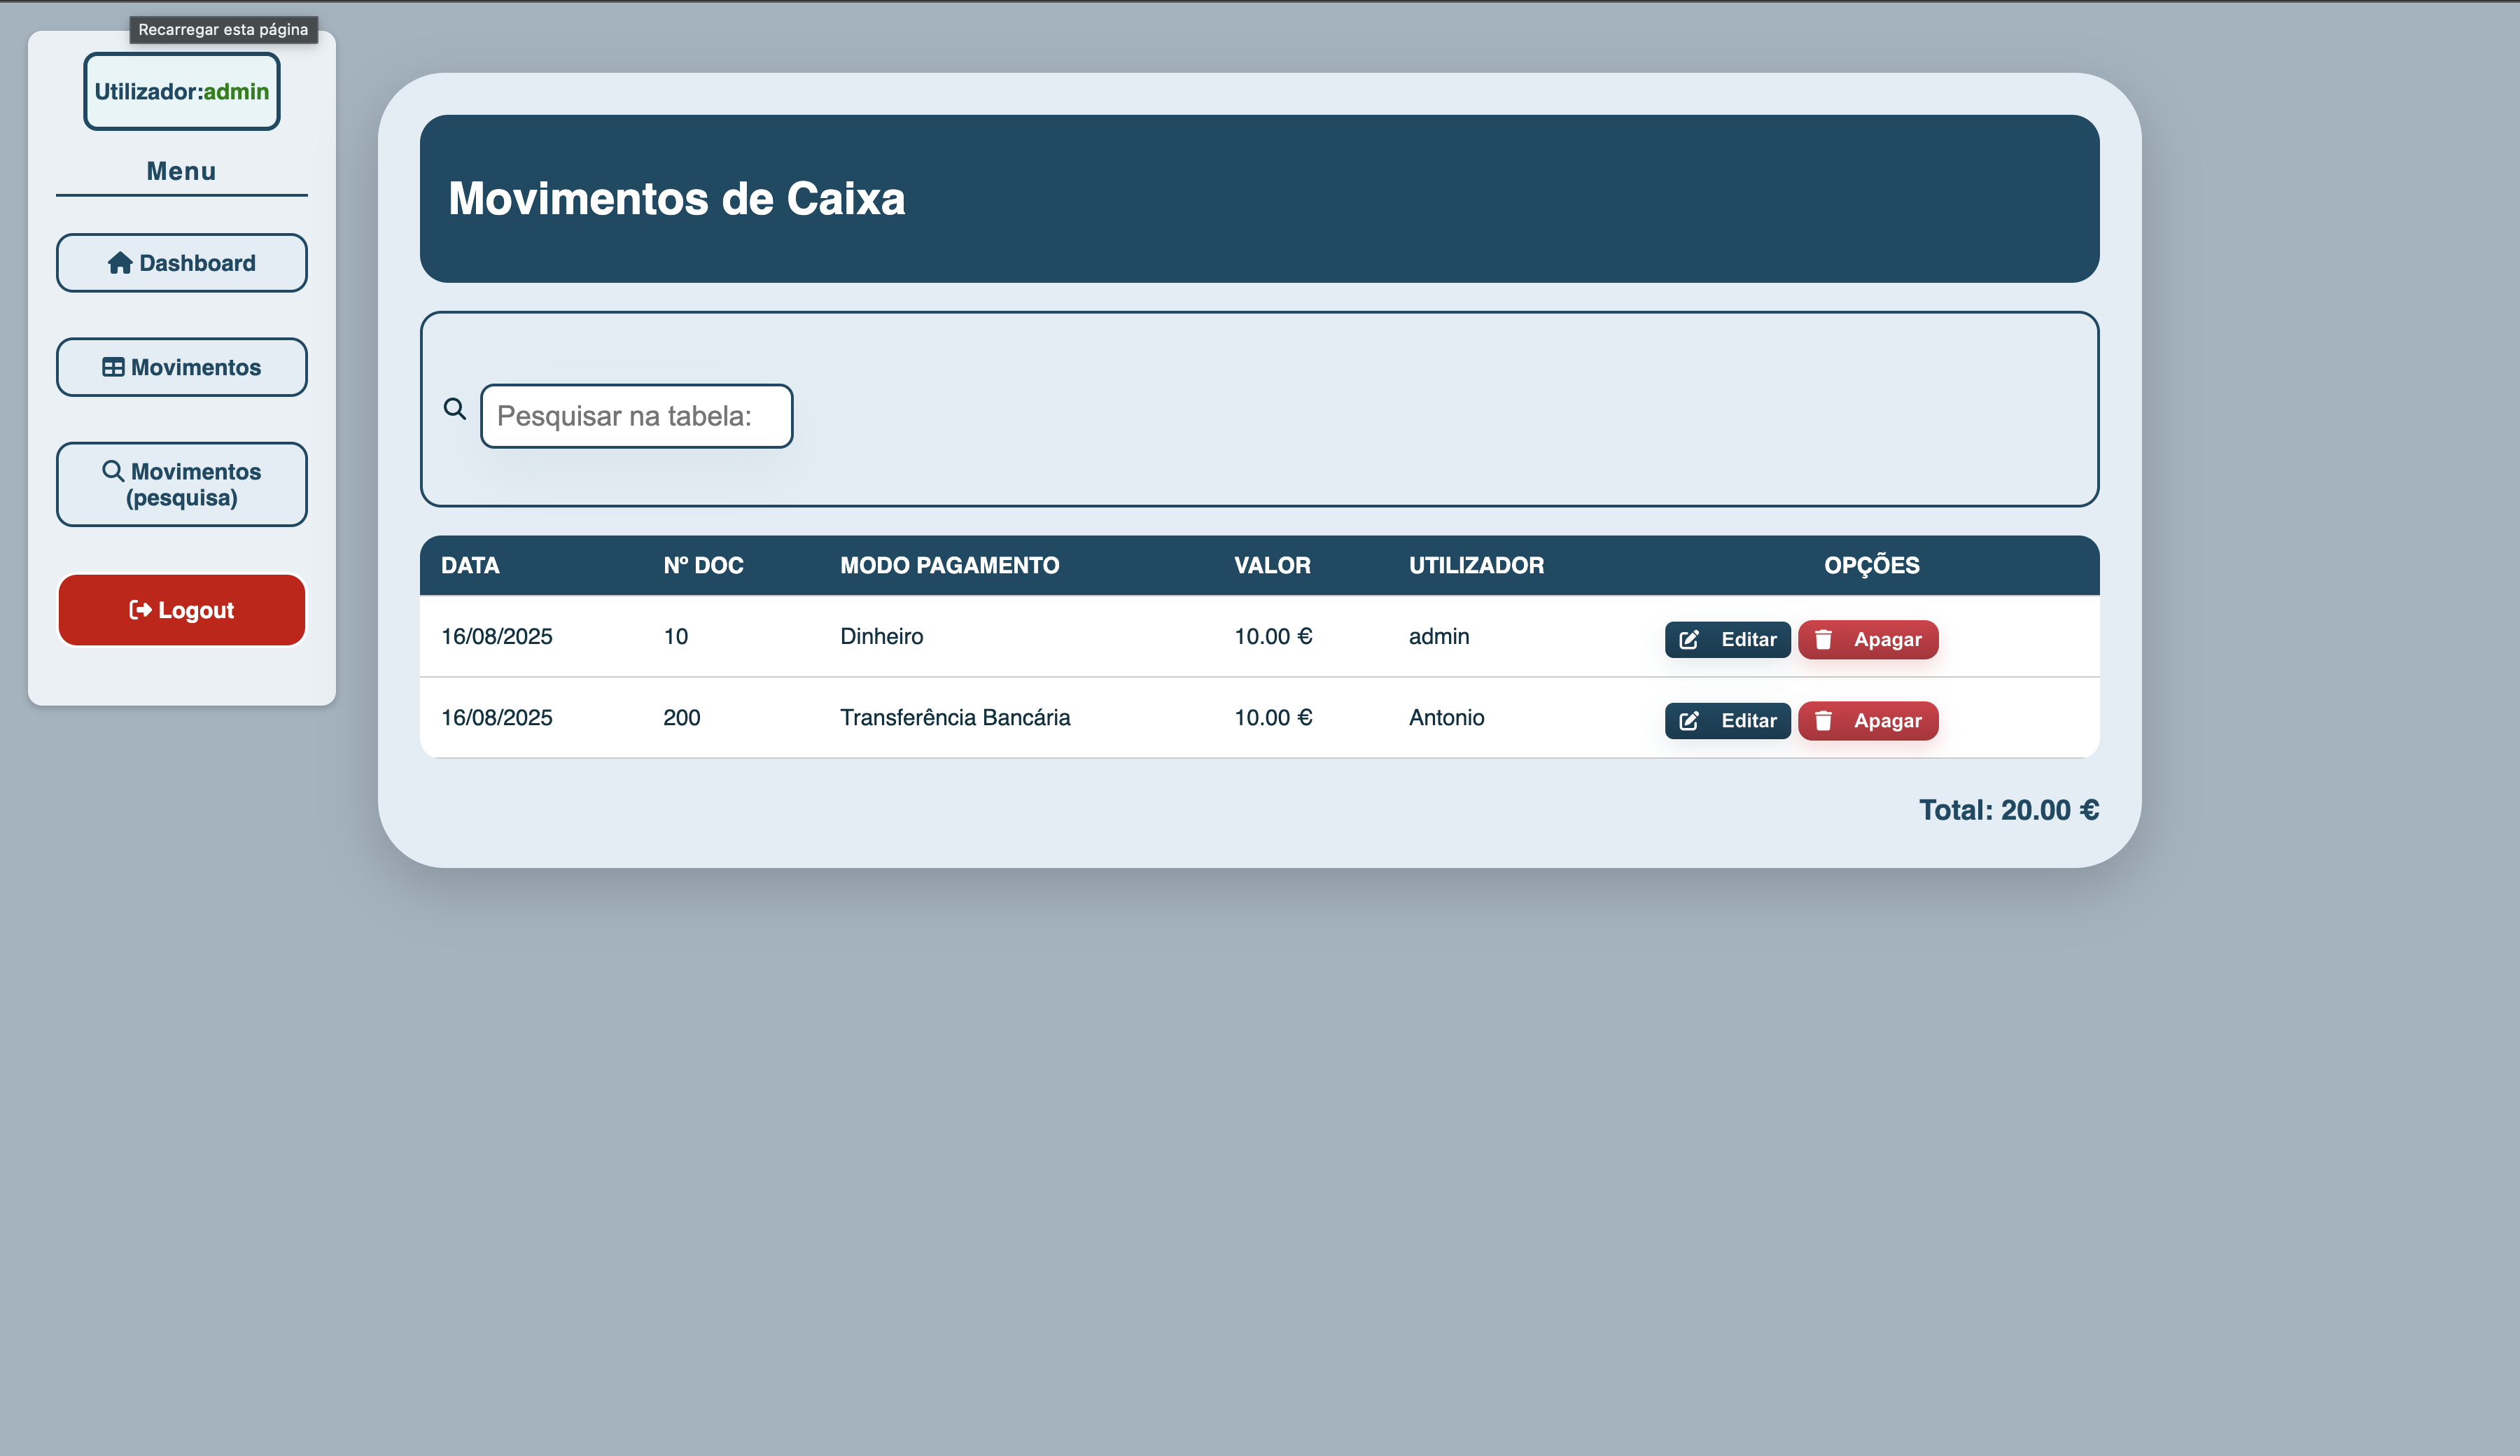 Recarregar esta página
Utilizador:admin
Menu
Dashboard
Movimentos
Movimentos
(pesquisa)
Logout
Movimentos de Caixa
Pesquisar na tabela:
DATA Nº DOC MODO PAGAMENTO VALOR UTILIZADOR OPÇÕES
16/08/2025 10 Dinheiro 10.00 € admin Editar Apagar
16/08/2025 200 Transferência Bancária 10.00 € Antonio Editar Apagar
Total: 20.00 €